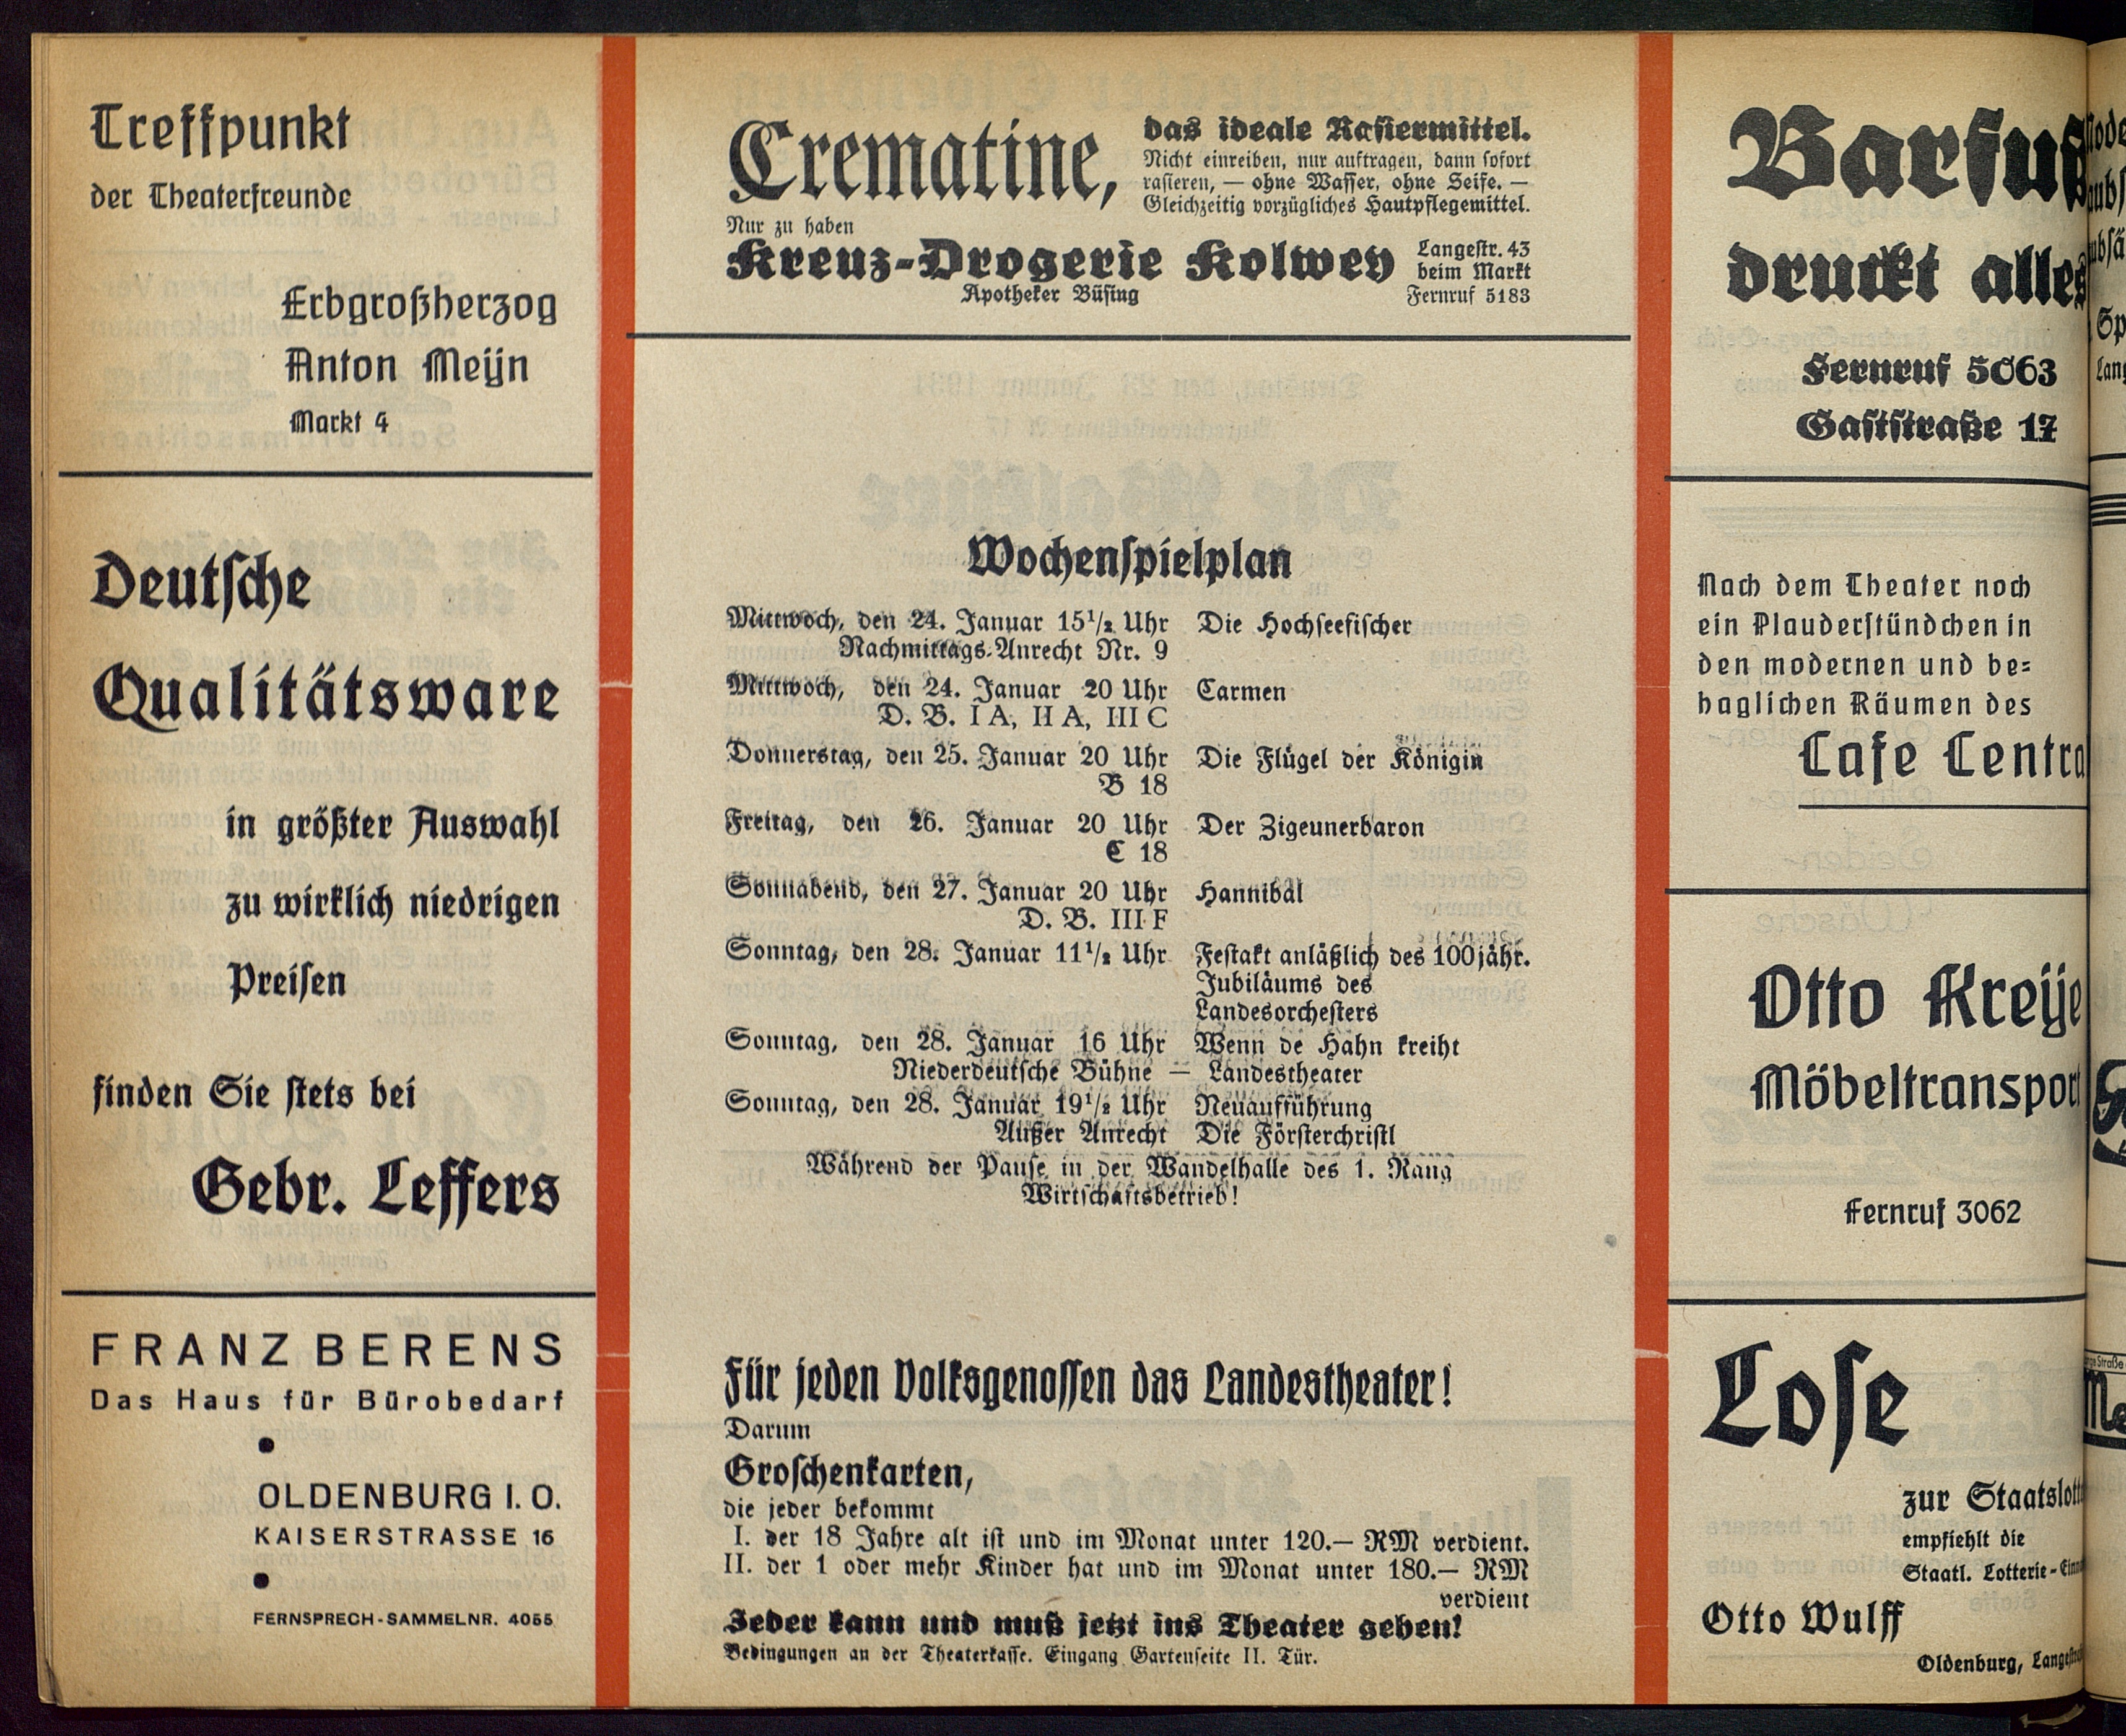 Treffpunkt
der Theaterfreunde
Erbgroßherzog
Anton Meijn
Markt 4
Deutsche
Qualitätsware
in größter Auswahl
zu wirklich niedrigen
Preisen
finden Sie stets bei
Gebr. Leffers
FRANZ BERENS
Das Haus für Bürobedarf
OLDENBURG I. O.
KAISERSTRASSE 16
FERNSPRECH-SAMMELNR. 4055
Crematine,
das ideale Rasiermittel.
Nicht einreiben, nur auftragen, dann sofort
rasieren, — ohne Wasser, ohne Seife. —
Gleichzeitig vorzügliches Hautpflegemittel.
Nur zu haben
Kreuz-Drogerie Kolwey
Apotheker Büsing
Langestr. 43
beim Markt
Fernruf 5183
Wochenspielplan
Mittwoch, den 24. Januar 15½ Uhr Die Hochseefischer
Nachmittags-Anrecht Nr. 9
Mittwoch, den 24. Januar 20 Uhr Carmen
D. B. I A, II A, III C
Donnerstag, den 25. Januar 20 Uhr Die Flügel der Königin
B 18
Freitag, den 26. Januar 20 Uhr Der Zigeunerbaron
C 18
Sonnabend, den 27. Januar 20 Uhr Hannibal
D. B. III F
Sonntag, den 28. Januar 11½ Uhr Festakt anläßlich des 100jähr.
Jubiläums des
Landesorchesters
Sonntag, den 28. Januar 16 Uhr Wenn de Hahn kreiht
Niederdeutsche Bühne — Landestheater
Sonntag, den 28. Januar 19½ Uhr Neuaufführung
Außer Anrecht Die Försterchristl
Während der Pause in der Wandelhalle des 1. Rang
Wirtschaftsbetrieb!
Für jeden Volksgenossen das Landestheater!
Darum
Groschenkarten,
die jeder bekommt
I. der 18 Jahre alt ist und im Monat unter 120.— RM verdient.
II. der 1 oder mehr Kinder hat und im Monat unter 180.— RM
verdient
Jeder kann und muß jetzt ins Theater gehen!
Bedingungen an der Theaterkasse. Eingang Gartenseite II. Tür.
Barfuß
druckt alles
Fernruf 5063
Gaststraße 17
Nach dem Theater noch
ein Plauderstündchen in
den modernen und be=
haglichen Räumen des
Cafe Centra
Otto Kreye
Möbeltransport
Fernruf 3062
Lose
zur Staatslott
empfiehlt die
Staatl. Lotterie-Einn
Otto Wulff
Oldenburg, Langestra